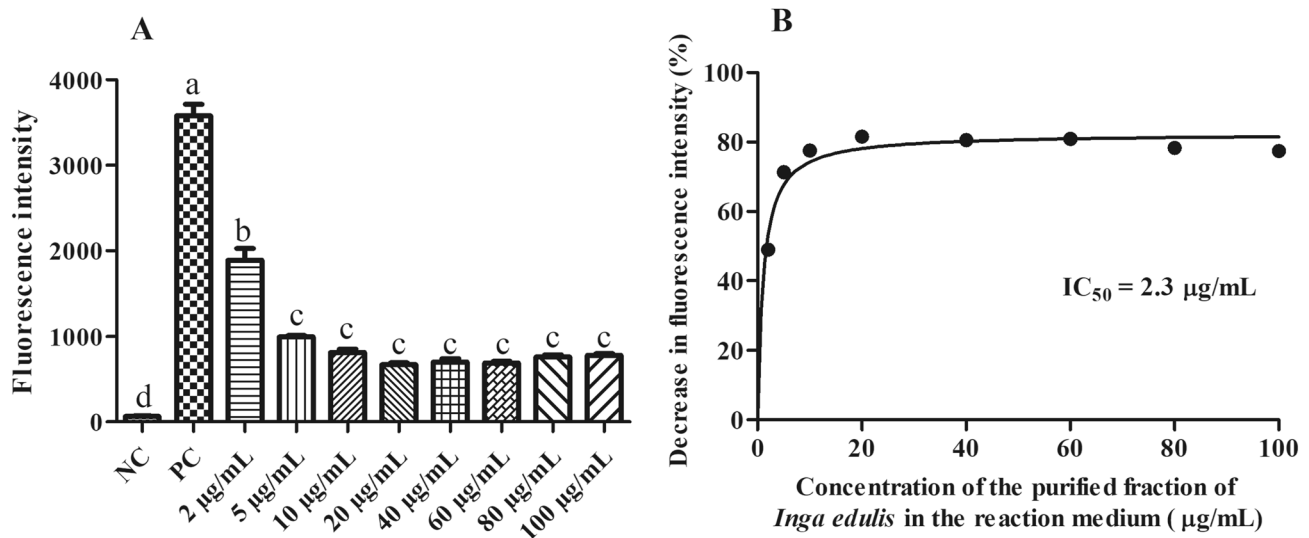 A
Fluorescence intensity
4000
3000
2000
1000
0
a
b
c
c
c
c
c
c
c
d
NC
PC
2 µg/mL
5 µg/mL
10 µg/mL
20 µg/mL
40 µg/mL
60 µg/mL
80 µg/mL
100 µg/mL
B
Decrease in fluorescence intensity (%)
100
80
60
40
20
0
IC50 = 2.3 µg/mL
0
20
40
60
80
100
Concentration of the purified fraction of
Inga edulis in the reaction medium ( µg/mL)